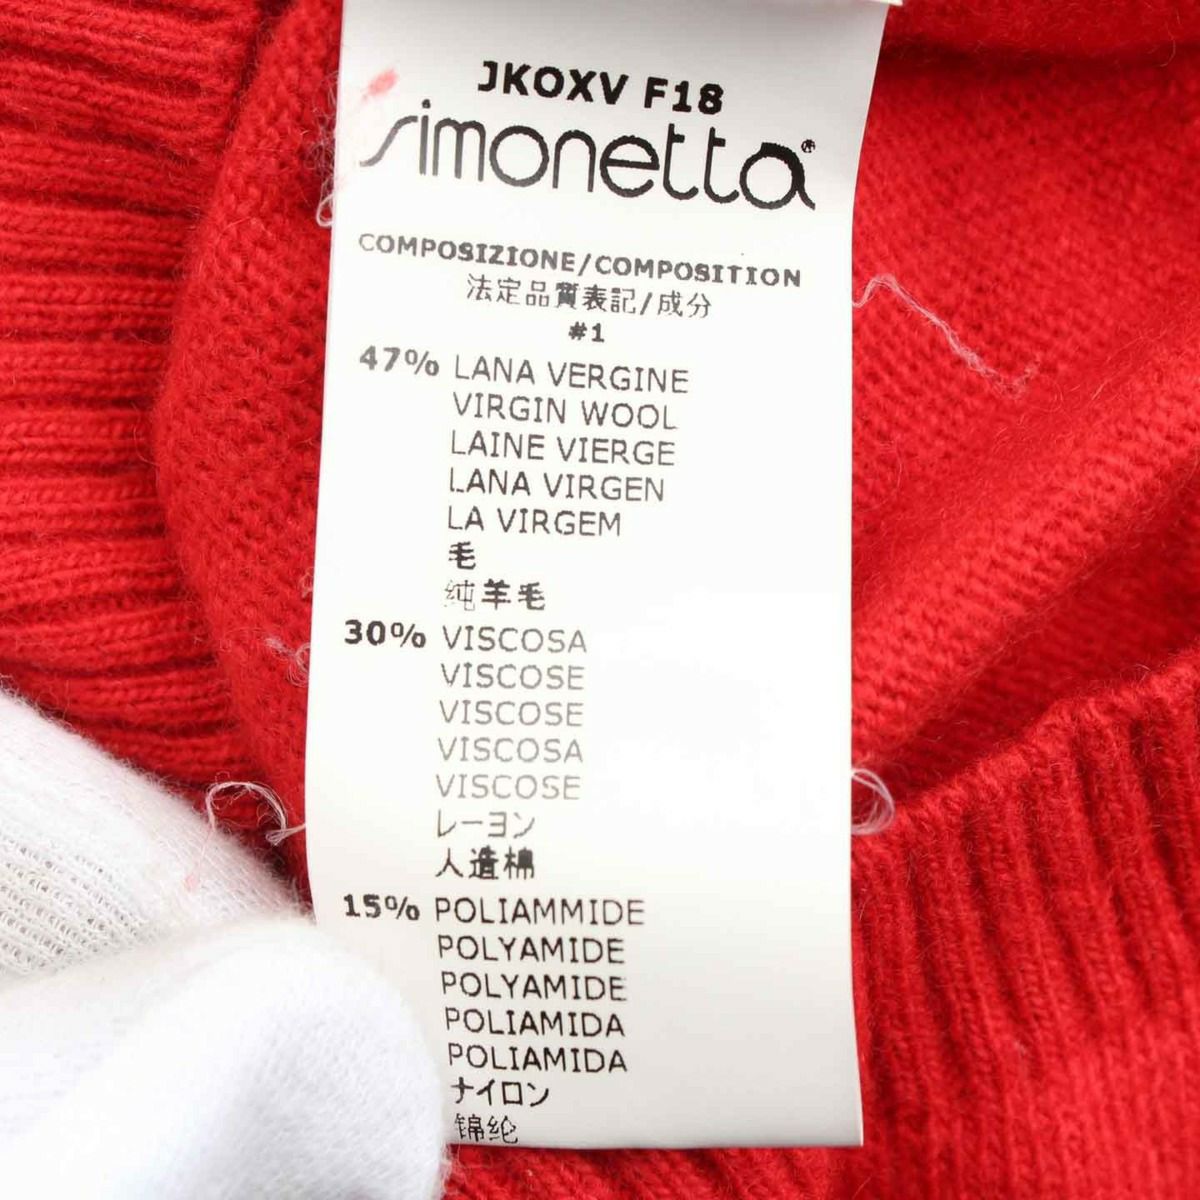 JKOXV F18
simonetta®
COMPOSIZIONE/COMPOSITION
法定品質表記/成分
#1
47% LANA VERGINE
VIRGIN WOOL
LAINE VIERGE
LANA VIRGEN
LA VIRGEM
毛
纯羊毛
30% VISCOSA
VISCOSE
VISCOSE
VISCOSA
VISCOSE
レーヨン
人造棉
15% POLIAMMIDE
POLYAMIDE
POLYAMIDE
POLIAMIDA
POLIAMIDA
ナイロン
锦纶